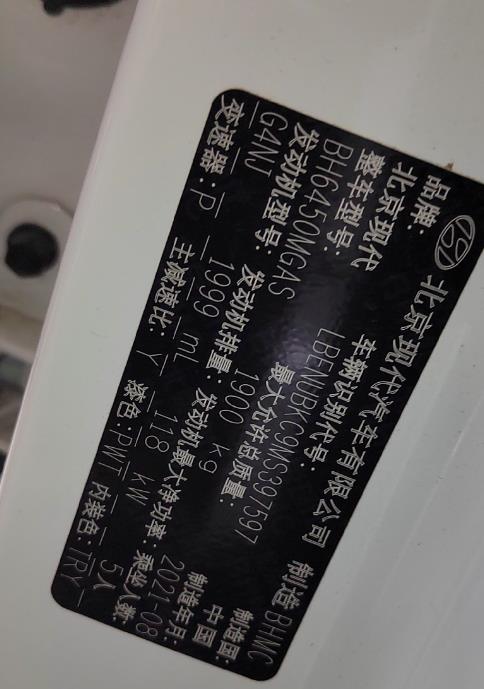 北京现代汽车有限公司 制造 BHMC
品牌: 车辆识别代号: 制造国:
北京现代 LBENUBKC9MS397597 中国
整车型号: 最大允许总质量: 制造年月:
BH6450MGAS 1900 kg 2021-08
发动机型号: 发动机排量: 发动机最大净功率: 乘坐人数:
G4NJ 1999 mL 118 kW 5人
变速器: P 主减速比: Y 漆色: PWT 内装色: TRY